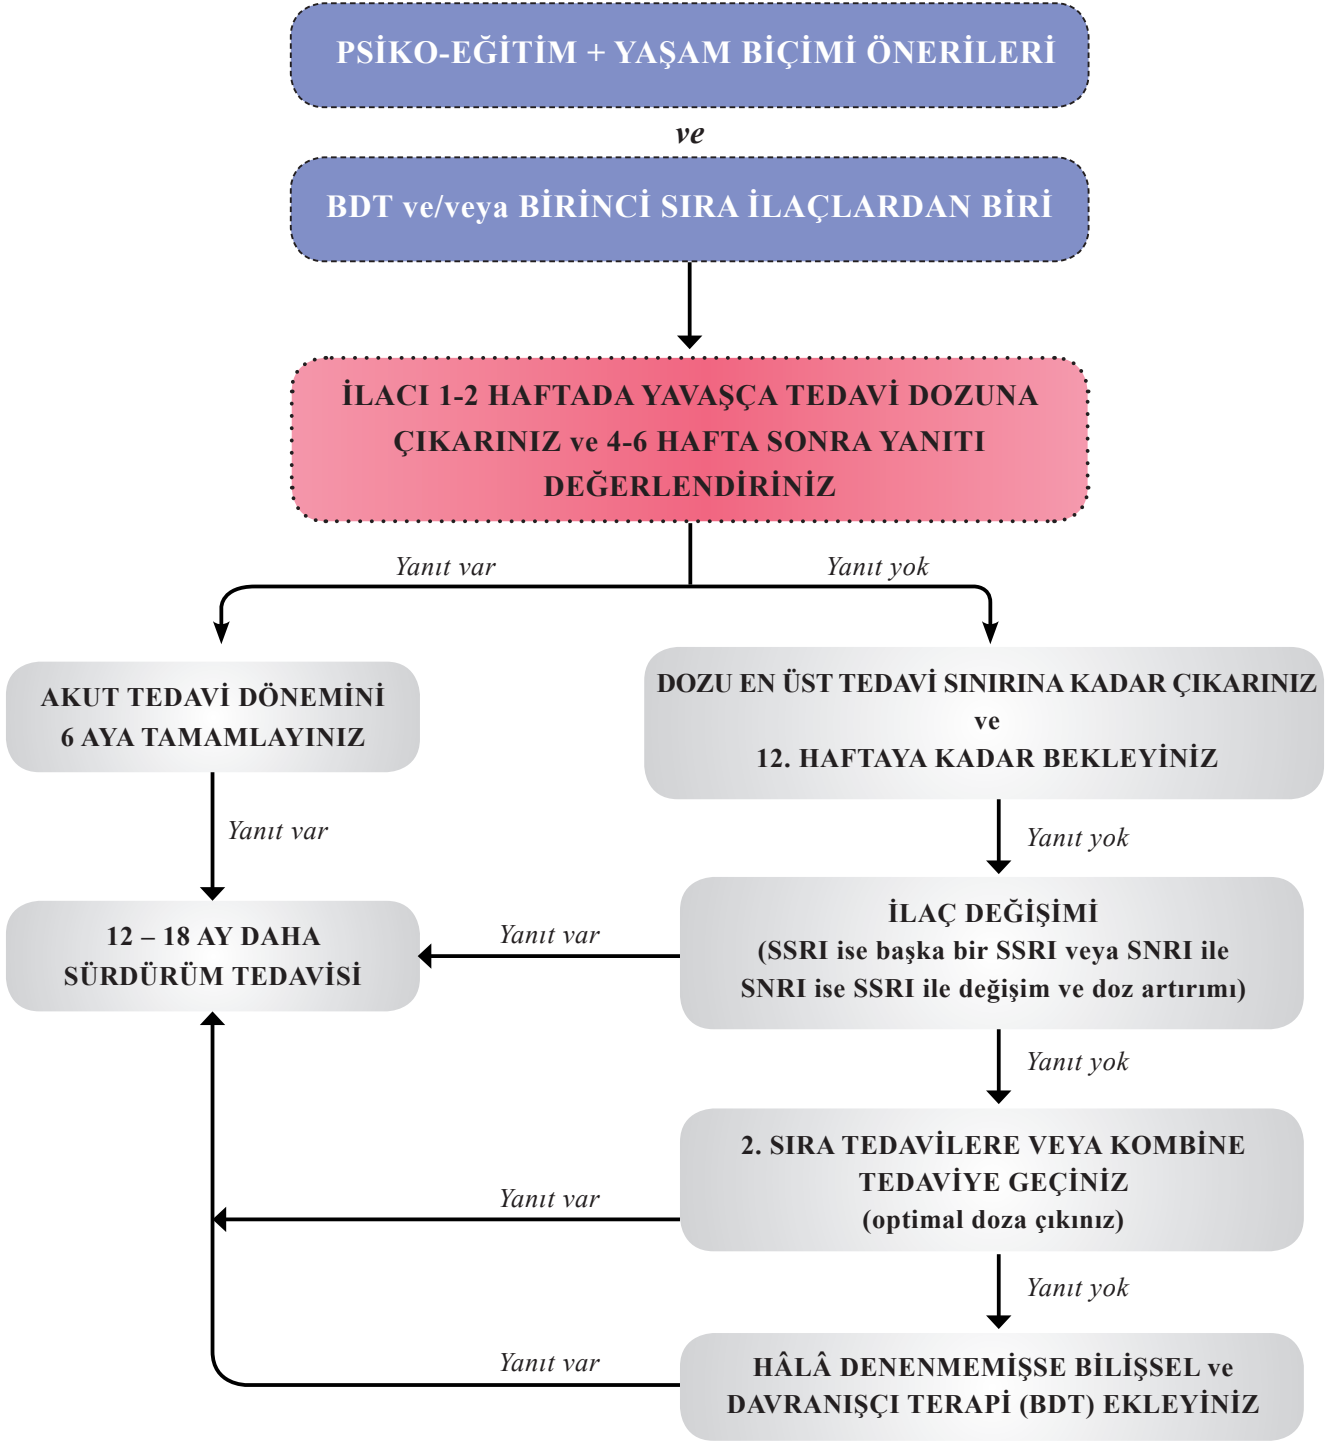 PSİKO-EĞİTİM + YAŞAM BİÇİMİ ÖNERİLERİ
ve
BDT ve/veya BİRİNCİ SIRA İLAÇLARDAN BİRİ
İLACI 1-2 HAFTADA YAVAŞÇA TEDAVİ DOZUNA
ÇIKARINIZ ve 4-6 HAFTA SONRA YANITI
DEĞERLENDİRİNİZ
Yanıt var
Yanıt yok
AKUT TEDAVİ DÖNEMİNİ
6 AYA TAMAMLAYINIZ
DOZU EN ÜST TEDAVİ SINIRINA KADAR ÇIKARINIZ
ve
12. HAFTAYA KADAR BEKLEYİNİZ
Yanıt var
Yanıt yok
12 – 18 AY DAHA
SÜRDÜRÜM TEDAVİSİ
Yanıt var
İLAÇ DEĞİŞİMİ
(SSRI ise başka bir SSRI veya SNRI ile
SNRI ise SSRI ile değişim ve doz artırımı)
Yanıt yok
2. SIRA TEDAVİLERE VEYA KOMBİNE
TEDAVİYE GEÇİNİZ
(optimal doza çıkınız)
Yanıt var
Yanıt yok
HÂLÂ DENENMEMİŞSE BİLİŞSEL ve
DAVRANIŞÇI TERAPİ (BDT) EKLEYİNİZ
Yanıt var